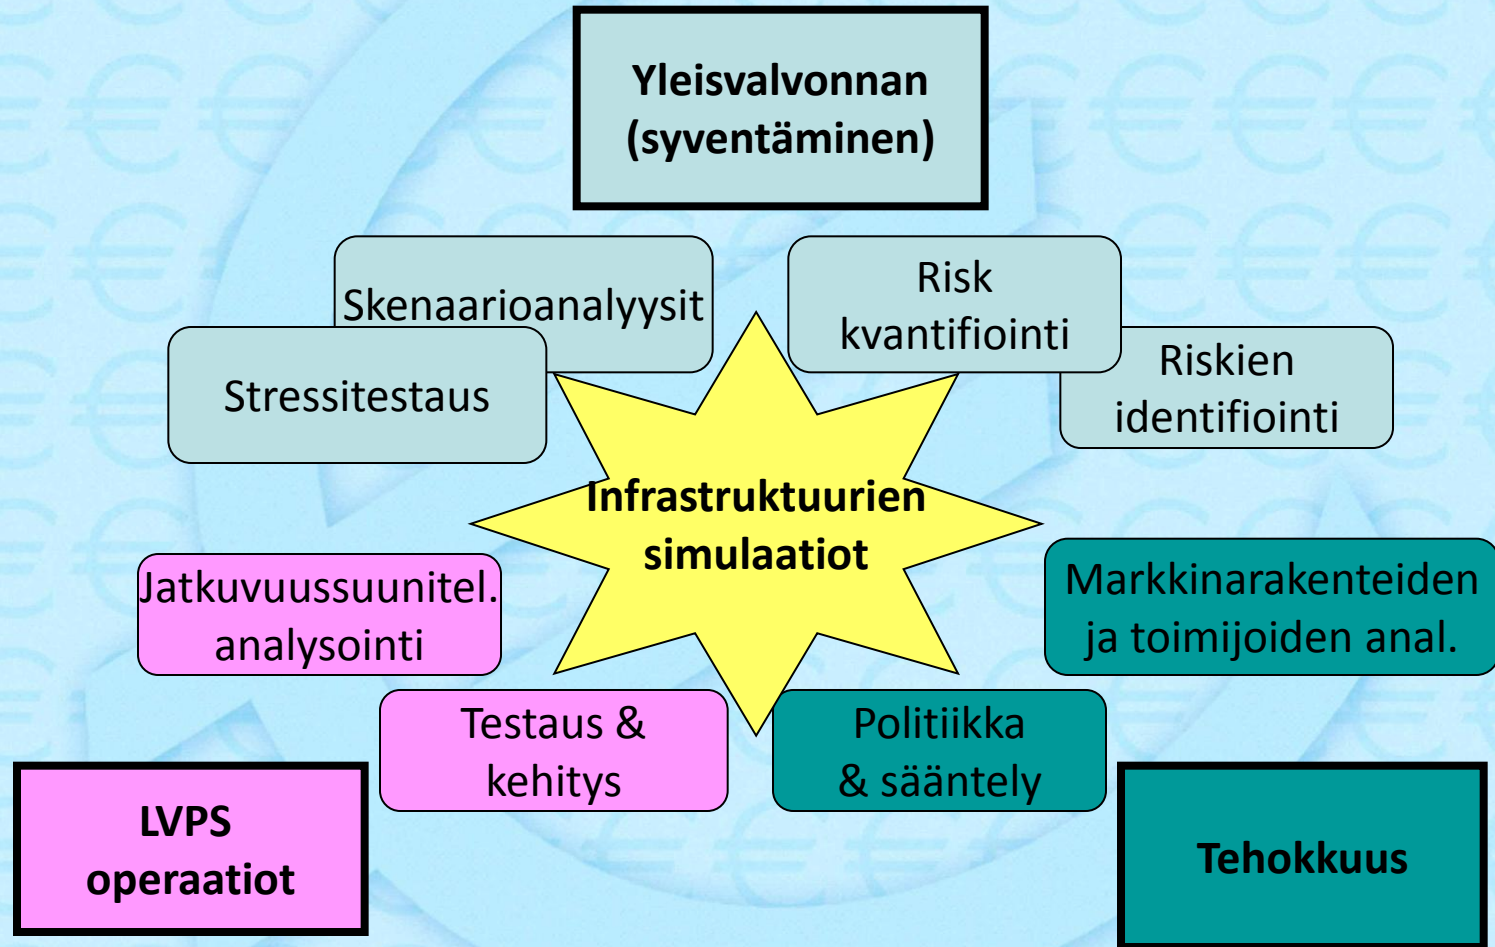 Yleisvalvonnan
(syventäminen)
Skenaarioanalyysit
Risk
kvantifiointi
Stressitestaus
Riskien
identifiointi
Infrastruktuurien
simulaatiot
Jatkuvuussuunitel.
analysointi
Markkinarakenteiden
ja toimijoiden anal.
Testaus &
kehitys
Politiikka
& sääntely
LVPS
operaatiot
Tehokkuus